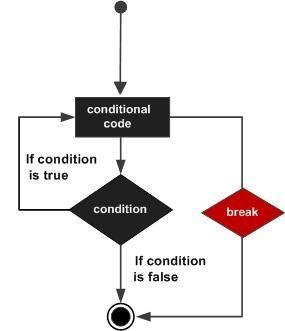 conditional
code
If condition
is true
condition
break
If condition
is false